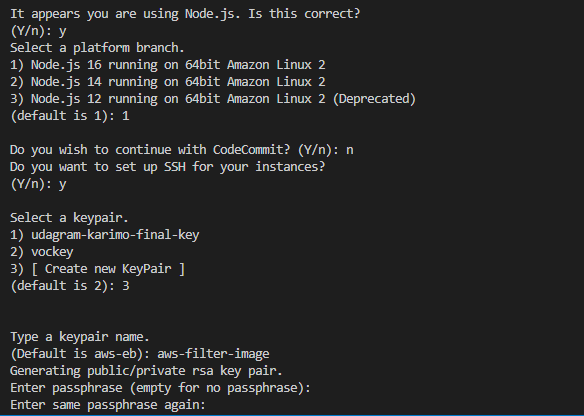 It appears you are using Node.js. Is this correct?
(Y/n): y
Select a platform branch.
1) Node.js 16 running on 64bit Amazon Linux 2
2) Node.js 14 running on 64bit Amazon Linux 2
3) Node.js 12 running on 64bit Amazon Linux 2 (Deprecated)
(default is 1): 1
Do you wish to continue with CodeCommit? (Y/n): n
Do you want to set up SSH for your instances?
(Y/n): y
Select a keypair.
1) udagram-karimo-final-key
2) vockey
3) [ Create new KeyPair ]
(default is 2): 3
Type a keypair name.
(Default is aws-eb): aws-filter-image
Generating public/private rsa key pair.
Enter passphrase (empty for no passphrase):
Enter same passphrase again: